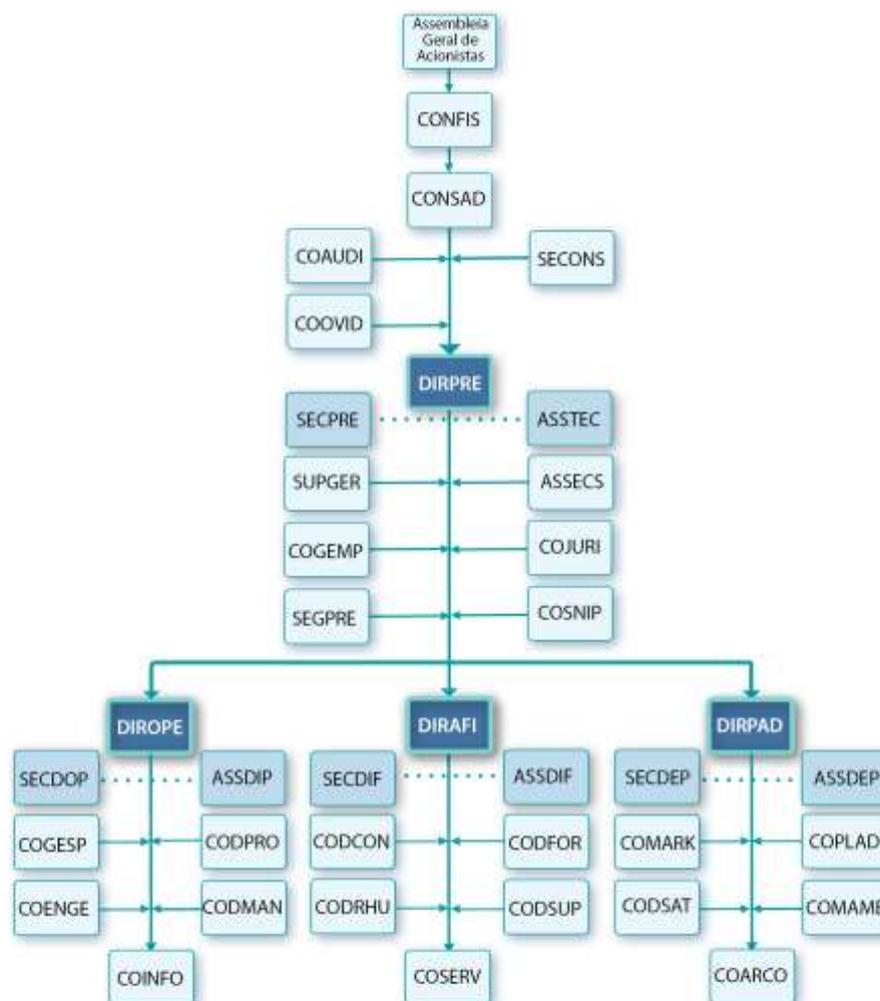 Assembleia
Geral de
Acionistas
CONFIS
CONSAD
COAUDI
SECONS
COOVID
DIRPRE
SECPRE
ASSTEC
SUPGER
ASSECS
COGEMP
COJURI
SEGPRE
COSNIP
DIROPE
DIRAFI
DIRPAD
SECDOP
ASSDIP
SECDIF
ASSDIF
SECDEP
ASSDEP
COGESP
CODPRO
CODCON
CODFOR
COMARK
COPLAD
COENGE
CODMAN
CODRHU
CODSUP
CODSAT
COMAMB
COINFO
COSERV
COARCO